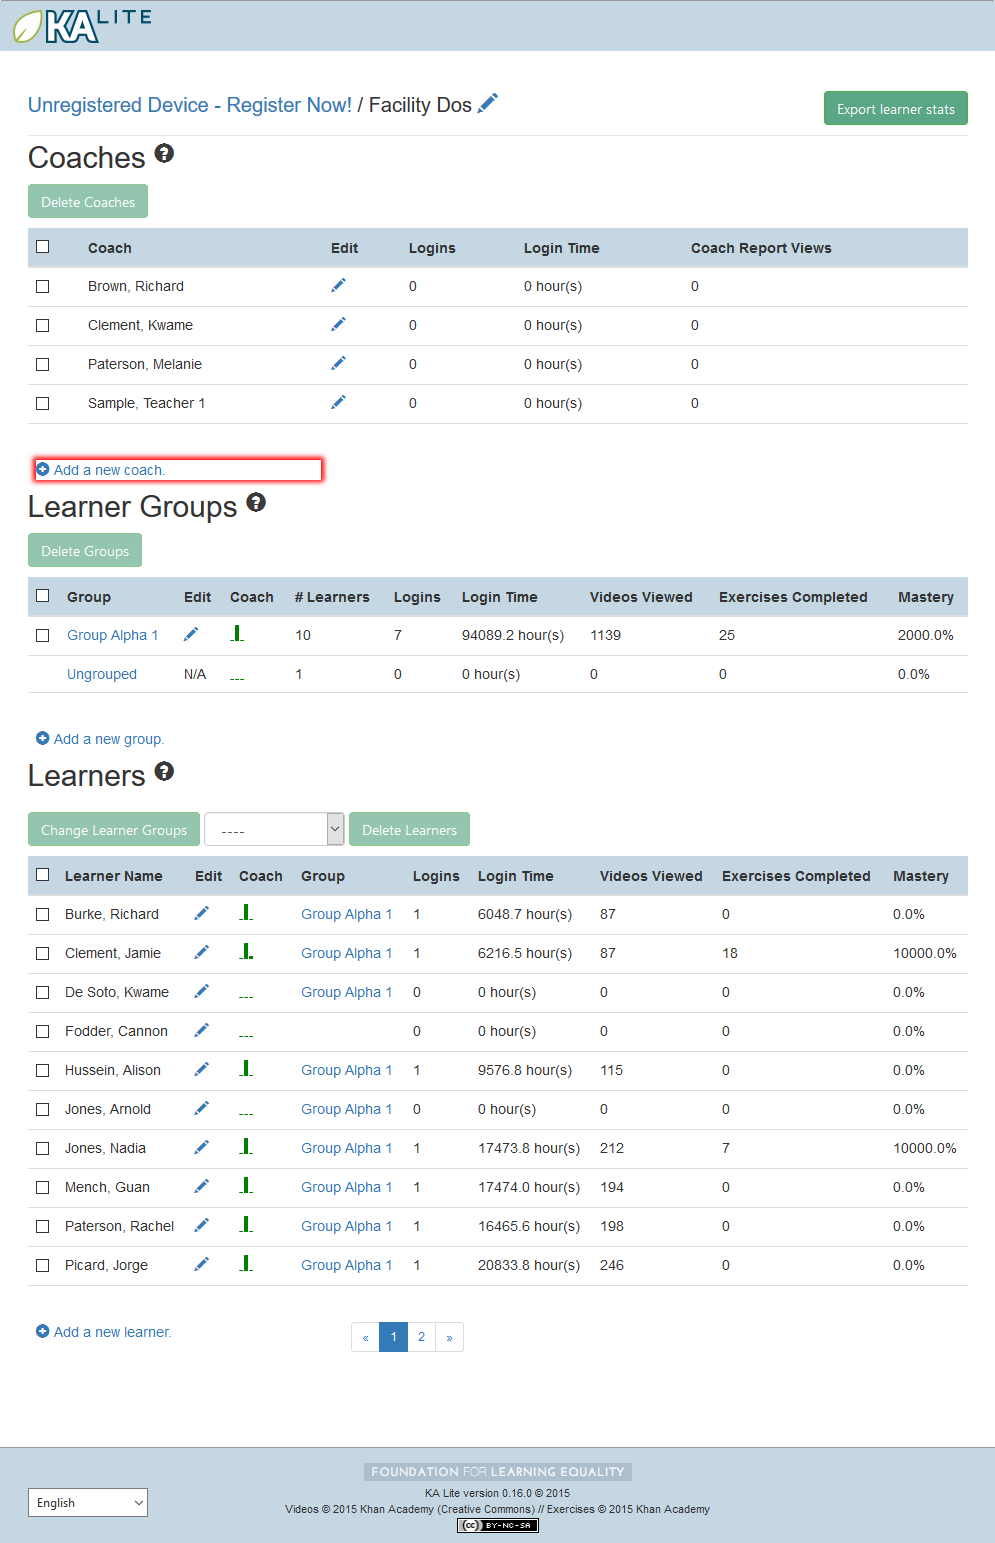 KA LITE
Unregistered Device - Register Now! / Facility Dos
Export learner stats
Coaches ?
Delete Coaches
Coach Edit Logins Login Time Coach Report Views
Brown, Richard 0 0 hour(s) 0
Clement, Kwame 0 0 hour(s) 0
Paterson, Melanie 0 0 hour(s) 0
Sample, Teacher 1 0 0 hour(s) 0
Add a new coach.
Learner Groups ?
Delete Groups
Group Edit Coach # Learners Logins Login Time Videos Viewed Exercises Completed Mastery
Group Alpha 1 10 7 94089.2 hour(s) 1139 25 2000.0%
Ungrouped N/A 1 0 0 hour(s) 0 0 0.0%
Add a new group.
Learners ?
Change Learner Groups ---- Delete Learners
Learner Name Edit Coach Group Logins Login Time Videos Viewed Exercises Completed Mastery
Burke, Richard Group Alpha 1 1 6048.7 hour(s) 87 0 0.0%
Clement, Jamie Group Alpha 1 1 6216.5 hour(s) 87 18 10000.0%
De Soto, Kwame Group Alpha 1 0 0 hour(s) 0 0 0.0%
Fodder, Cannon 0 0 hour(s) 0 0 0.0%
Hussein, Alison Group Alpha 1 1 9576.8 hour(s) 115 0 0.0%
Jones, Arnold Group Alpha 1 0 0 hour(s) 0 0 0.0%
Jones, Nadia Group Alpha 1 1 17473.8 hour(s) 212 7 10000.0%
Mench, Guan Group Alpha 1 1 17474.0 hour(s) 194 0 0.0%
Paterson, Rachel Group Alpha 1 1 16465.6 hour(s) 198 0 0.0%
Picard, Jorge Group Alpha 1 1 20833.8 hour(s) 246 0 0.0%
Add a new learner.
« 1 2 »
FOUNDATION FOR LEARNING EQUALITY
KA Lite version 0.16.0 © 2015
English
Videos © 2015 Khan Academy (Creative Commons) // Exercises © 2015 Khan Academy
cc BY-NC-SA